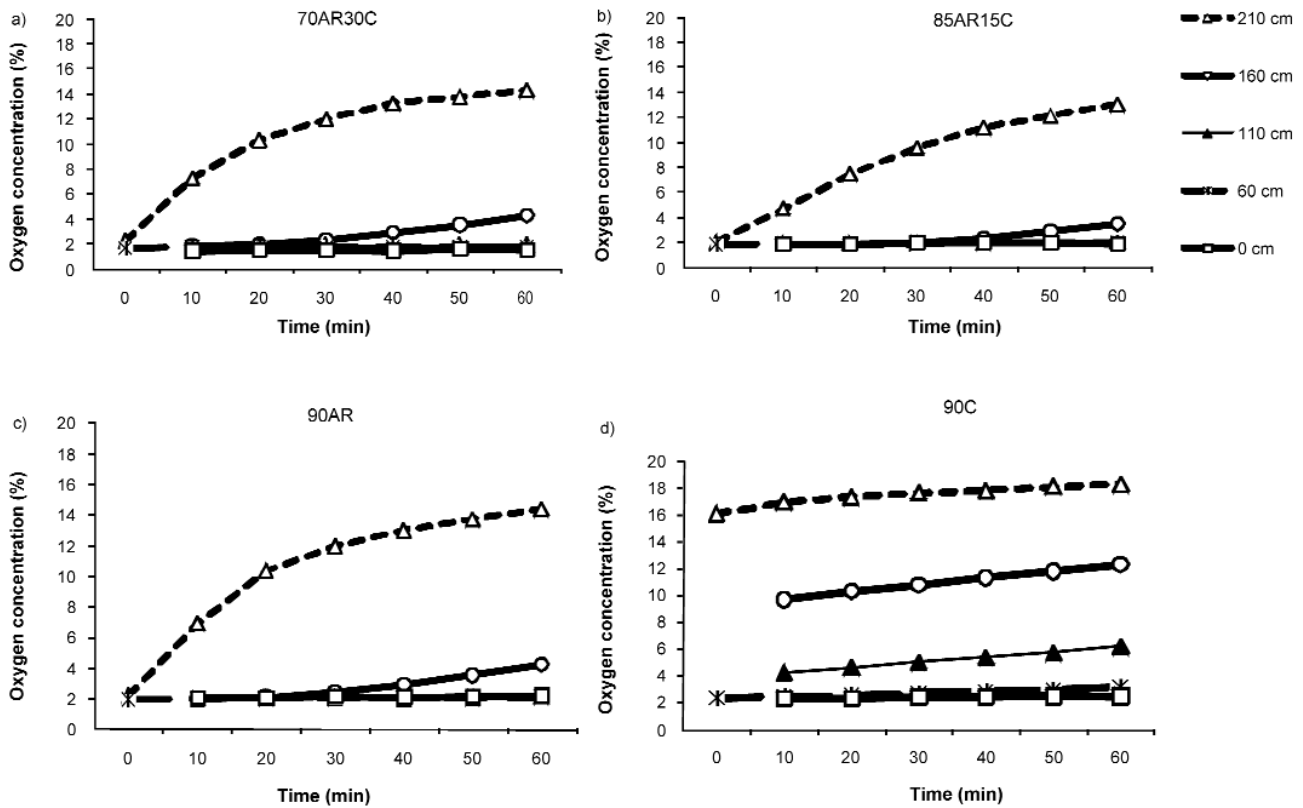 a)
70AR30C
Oxygen concentration (%)
20
18
16
14
12
10
8
6
4
2
0
0 10 20 30 40 50 60
Time (min)
b)
85AR15C
Oxygen concentration (%)
20
18
16
14
12
10
8
6
4
2
0
0 10 20 30 40 50 60
Time (min)
210 cm
160 cm
110 cm
60 cm
0 cm
c)
90AR
Oxygen concentration (%)
20
18
16
14
12
10
8
6
4
2
0
0 10 20 30 40 50 60
Time (min)
d)
90C
Oxygen concentration (%)
20
18
16
14
12
10
8
6
4
2
0
0 10 20 30 40 50 60
Time (min)